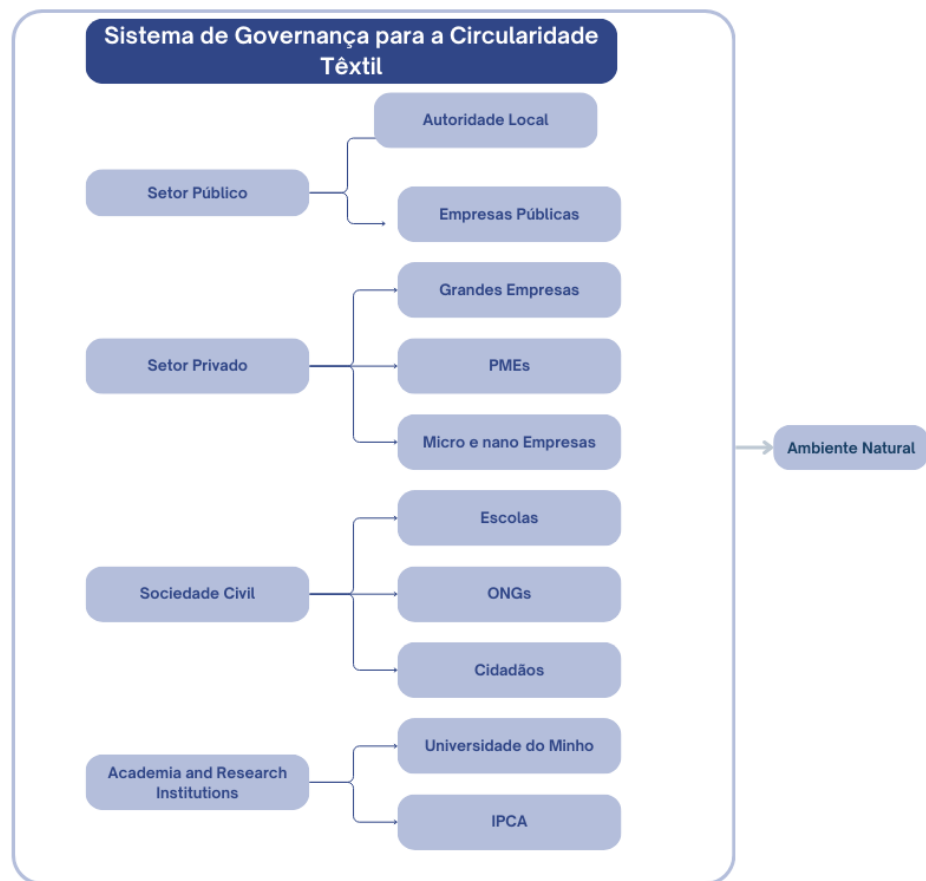 Sistema de Governança para a Circularidade
Têxtil
Autoridade Local
Setor Público
Empresas Públicas
Grandes Empresas
Setor Privado
PMEs
Micro e nano Empresas
Ambiente Natural
Escolas
Sociedade Civil
ONGs
Cidadãos
Universidade do Minho
Academia and Research
Institutions
IPCA